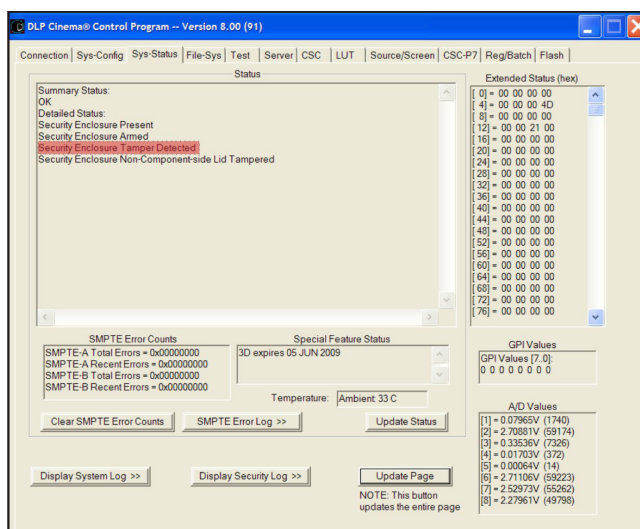 DLP Cinema® Control Program -- Version 8.00 (91)
Connection Sys-Config Sys-Status File-Sys Test Server CSC LUT Source/Screen CSC-P7 Reg/Batch Flash
Status
Summary Status:
OK
Detailed Status:
Security Enclosure Present
Security Enclosure Armed
Security Enclosure Tamper Detected
Security Enclosure Non-Component-side Lid Tampered
Extended Status (hex)
[ 0] = 00 00 00 00
[ 4] = 00 00 00 4D
[ 8] = 00 00 00 00
[12] = 00 00 21 00
[16] = 00 00 00 00
[20] = 00 00 00 00
[24] = 00 00 00 00
[28] = 00 00 00 00
[32] = 00 00 00 00
[36] = 00 00 00 00
[40] = 00 00 00 00
[44] = 00 00 00 00
[48] = 00 00 00 00
[52] = 00 00 00 00
[56] = 00 00 00 00
[60] = 00 00 00 00
[64] = 00 00 00 00
[68] = 00 00 00 00
[72] = 00 00 00 00
[76] = 00 00 00 00
SMPTE Error Counts
SMPTE-A Total Errors = 0x00000000
SMPTE-A Recent Errors = 0x00000000
SMPTE-B Total Errors = 0x00000000
SMPTE-B Recent Errors = 0x00000000
Special Feature Status
3D expires 05 JUN 2009
Temperature: Ambient: 33 C
Clear SMPTE Error Counts
SMPTE Error Log >>
Update Status
GPI Values
GPI Values [7..0]:
0 0 0 0 0 0 0 0
A/D Values
[1] = 0.07965V (1740)
[2] = 2.70881V (59174)
[3] = 0.33536V (7326)
[4] = 0.01703V (372)
[5] = 0.00064V (14)
[6] = 2.71106V (59223)
[7] = 2.52973V (55262)
[8] = 2.27961V (49798)
Display System Log >>
Display Security Log >>
Update Page
NOTE: This button
updates the entire page